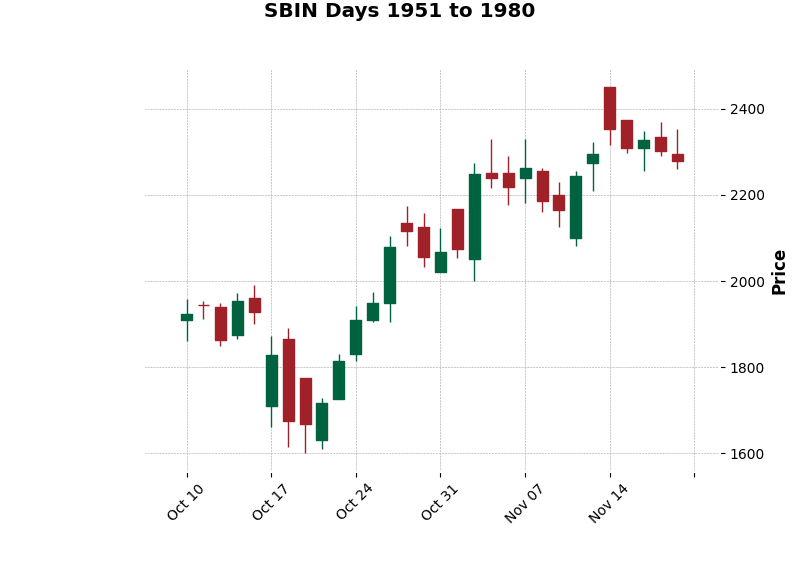 SBIN Days 1951 to 1980
2400
2200
2000
1800
1600
Price
Oct 10
Oct 17
Oct 24
Oct 31
Nov 07
Nov 14